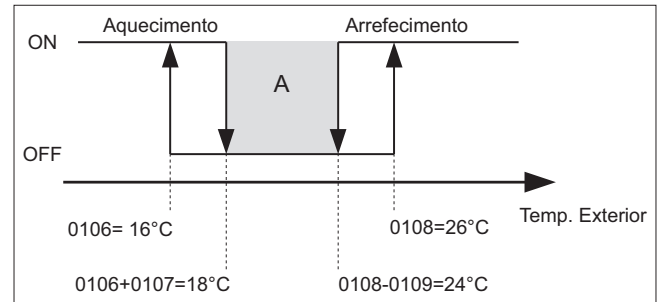 Aquecimento Arrefecimento
ON
A
OFF
Temp. Exterior
0106= 16°C 0108=26°C
0106+0107=18°C 0108-0109=24°C